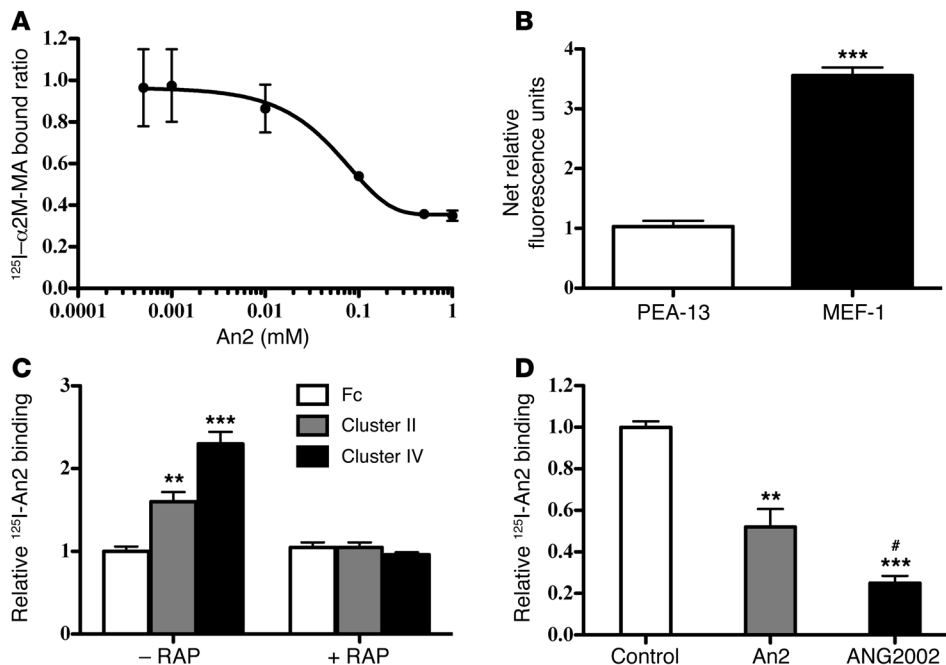 A
¹²⁵I–α2M-MA bound ratio
1.2
1.0
0.8
0.6
0.4
0.2
0.0
0.0001
0.001
0.01
0.1
1
An2 (mM)
B
Net relative
fluorescence units
4
3
2
1
0
***
PEA-13
MEF-1
C
Relative ¹²⁵I-An2 binding
3
2
1
0
**
***
Fc
Cluster II
Cluster IV
– RAP
+ RAP
D
Relative ¹²⁵I-An2 binding
1.2
1.0
0.8
0.6
0.4
0.2
0
**
#
***
Control
An2
ANG2002